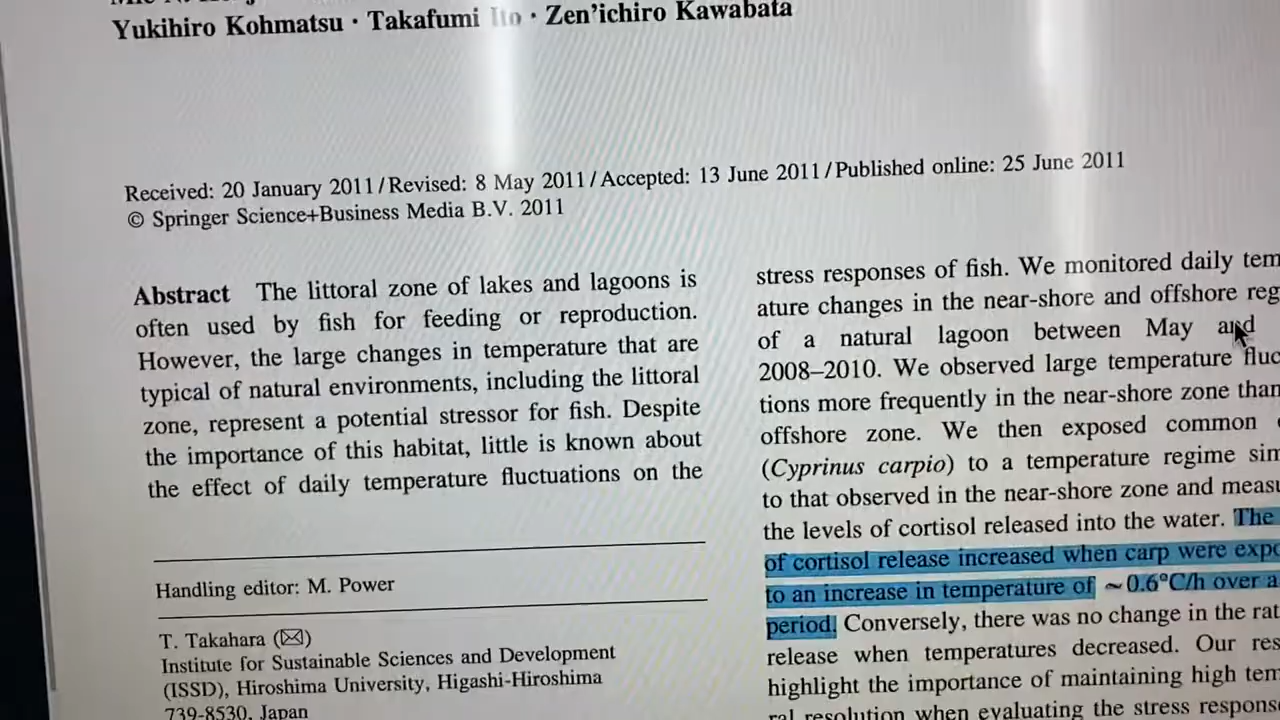 Yukihiro Kohmatsu · Takafumi Ito · Zen’ichiro Kawabata
Received: 20 January 2011 / Revised: 8 May 2011 / Accepted: 13 June 2011 / Published online: 25 June 2011
© Springer Science+Business Media B.V. 2011
Abstract The littoral zone of lakes and lagoons is
often used by fish for feeding or reproduction.
However, the large changes in temperature that are
typical of natural environments, including the littoral
zone, represent a potential stressor for fish. Despite
the importance of this habitat, little is known about
the effect of daily temperature fluctuations on the
Handling editor: M. Power
T. Takahara (✉)
Institute for Sustainable Sciences and Development
(ISSD), Hiroshima University, Higashi-Hiroshima
739-8530, Japan
stress responses of fish. We monitored daily tem
ature changes in the near-shore and offshore reg
of a natural lagoon between May and
2008–2010. We observed large temperature fluc
tions more frequently in the near-shore zone than
offshore zone. We then exposed common
(Cyprinus carpio) to a temperature regime sim
to that observed in the near-shore zone and measu
the levels of cortisol released into the water. The
of cortisol release increased when carp were expo
to an increase in temperature of ~0.6°C/h over a
period. Conversely, there was no change in the rat
release when temperatures decreased. Our res
highlight the importance of maintaining high tem
ral resolution when evaluating the stress respons